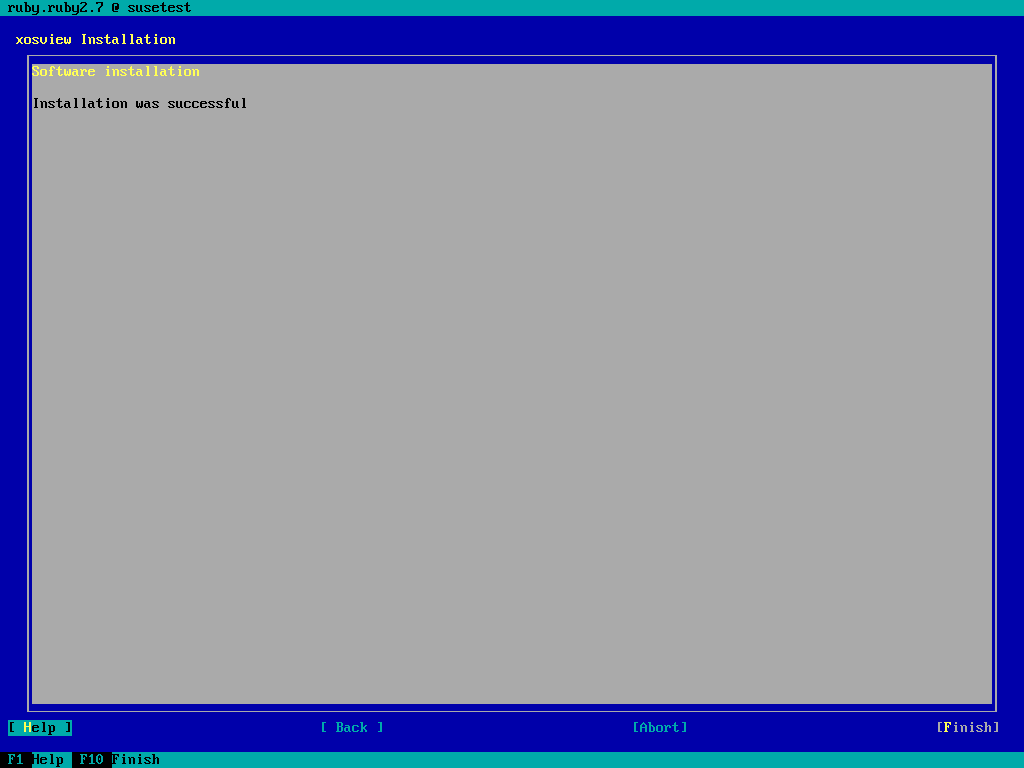 ruby.ruby2.7 @ susetest
xosview Installation
Software installation
Installation was successful
[ Help ] [ Back ] [Abort] [Finish]
F1 Help F10 Finish